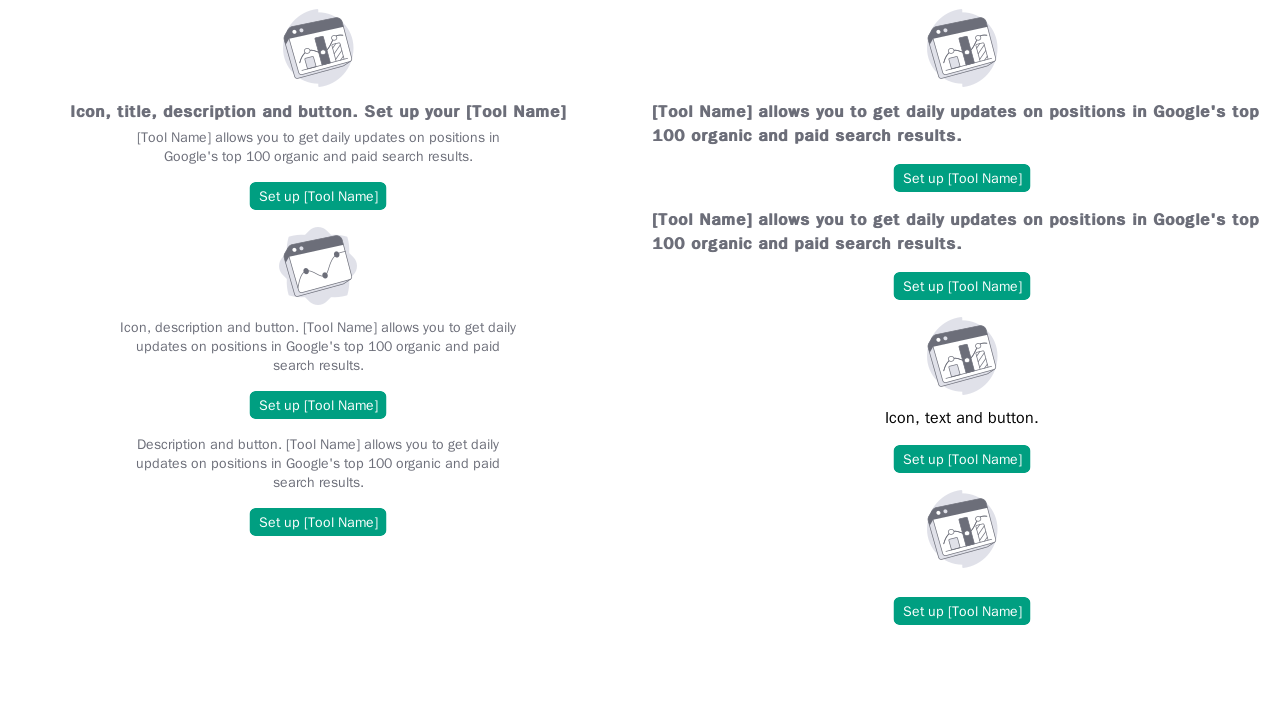 Icon, title, description and button. Set up your [Tool Name]
[Tool Name] allows you to get daily updates on positions in
Google's top 100 organic and paid search results.
Set up [Tool Name]
Icon, description and button. [Tool Name] allows you to get daily
updates on positions in Google's top 100 organic and paid
search results.
Set up [Tool Name]
Description and button. [Tool Name] allows you to get daily
updates on positions in Google's top 100 organic and paid
search results.
Set up [Tool Name]
[Tool Name] allows you to get daily updates on positions in Google's top
100 organic and paid search results.
Set up [Tool Name]
[Tool Name] allows you to get daily updates on positions in Google's top
100 organic and paid search results.
Set up [Tool Name]
Icon, text and button.
Set up [Tool Name]
Set up [Tool Name]